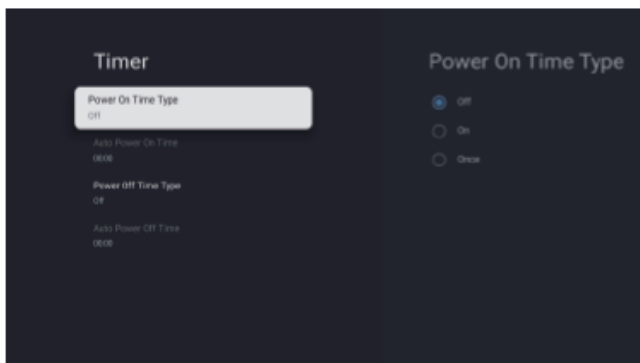 Timer
Power On Time Type
Off
Auto Power On Time
00:00
Power Off Time Type
Off
Auto Power Off Time
00:00
Power On Time Type
Off
On
Once